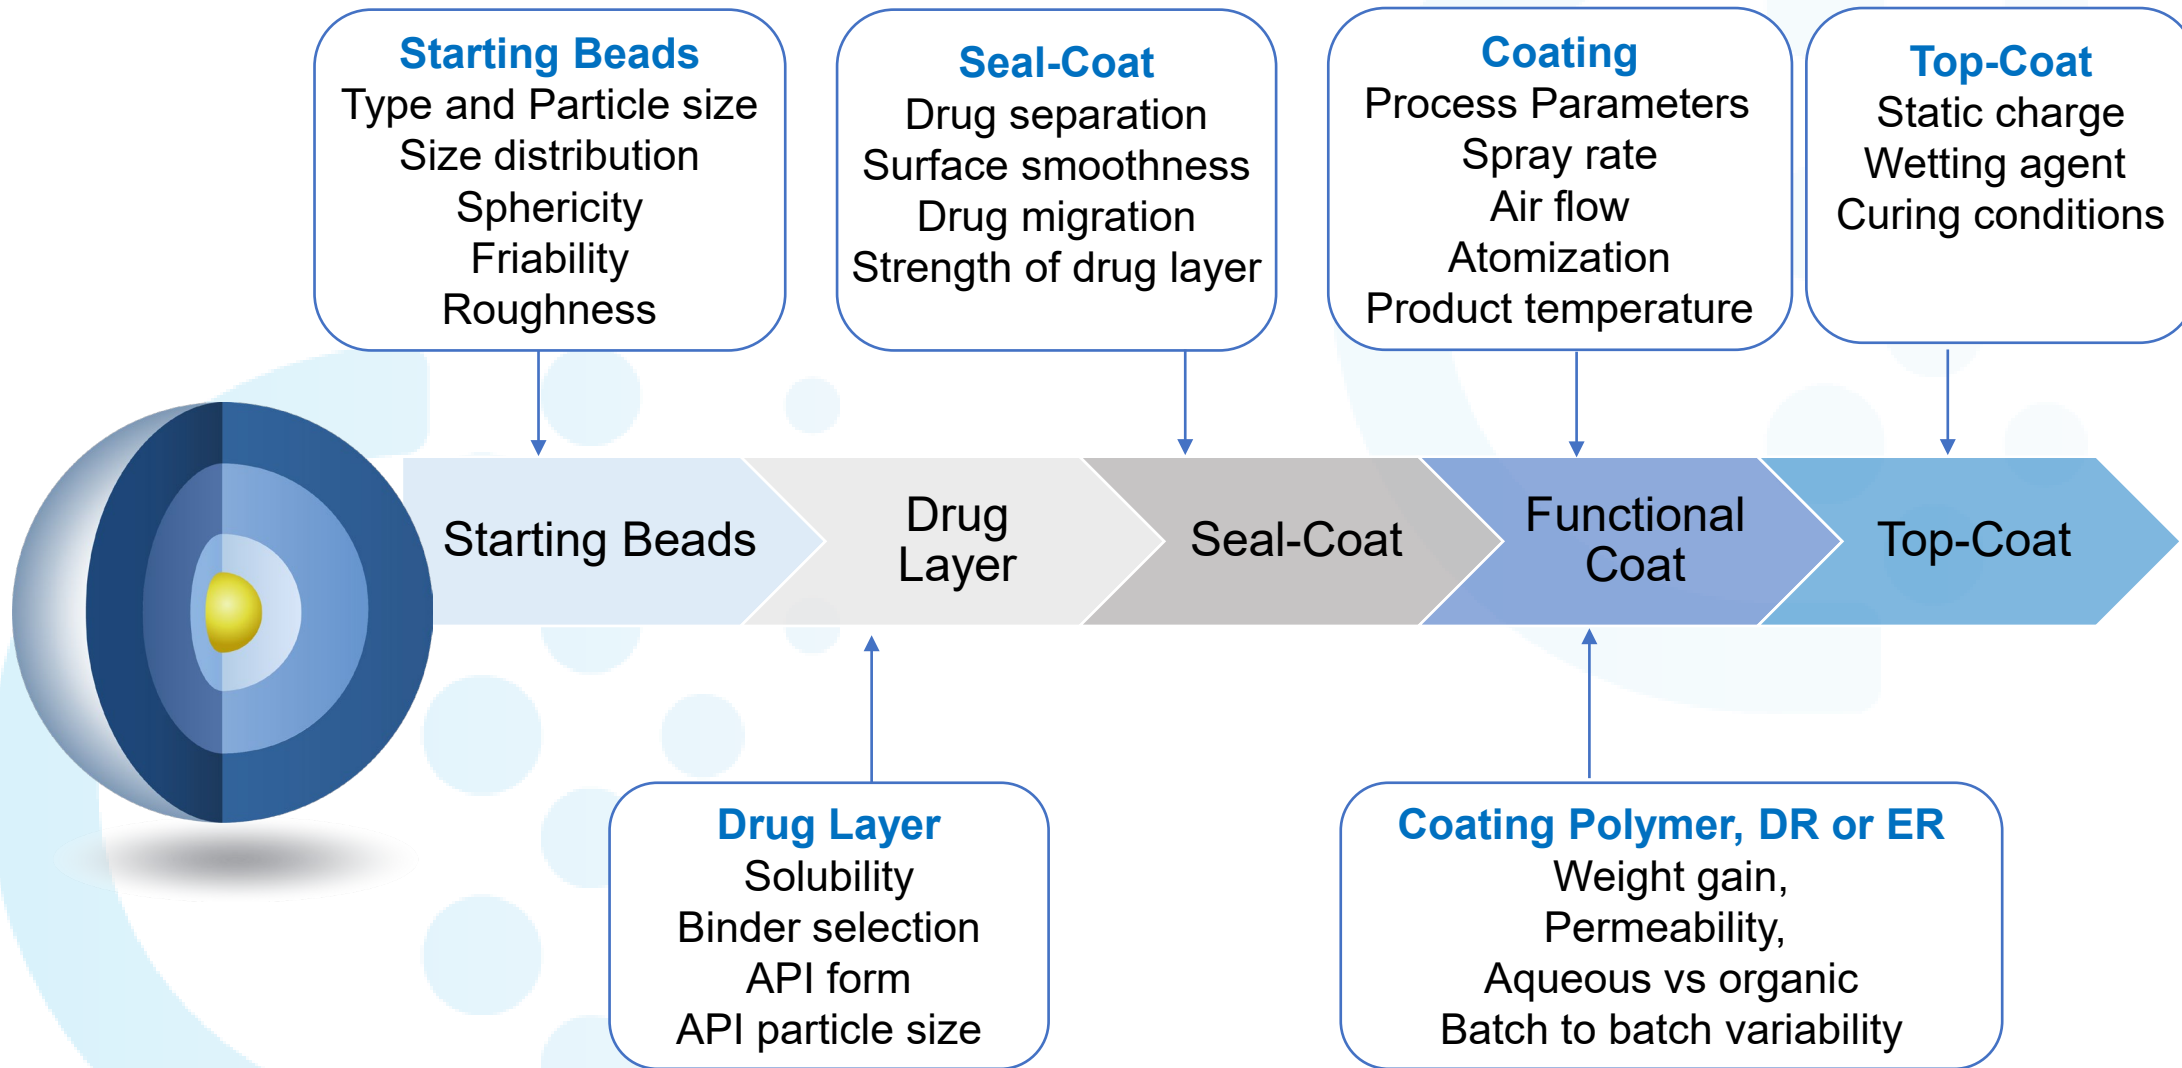 Starting Beads
Type and Particle size
Size distribution
Sphericity
Friability
Roughness
Seal-Coat
Drug separation
Surface smoothness
Drug migration
Strength of drug layer
Coating
Process Parameters
Spray rate
Air flow
Atomization
Product temperature
Top-Coat
Static charge
Wetting agent
Curing conditions
Starting Beads
Drug
Layer
Seal-Coat
Functional
Coat
Top-Coat
Drug Layer
Solubility
Binder selection
API form
API particle size
Coating Polymer, DR or ER
Weight gain,
Permeability,
Aqueous vs organic
Batch to batch variability